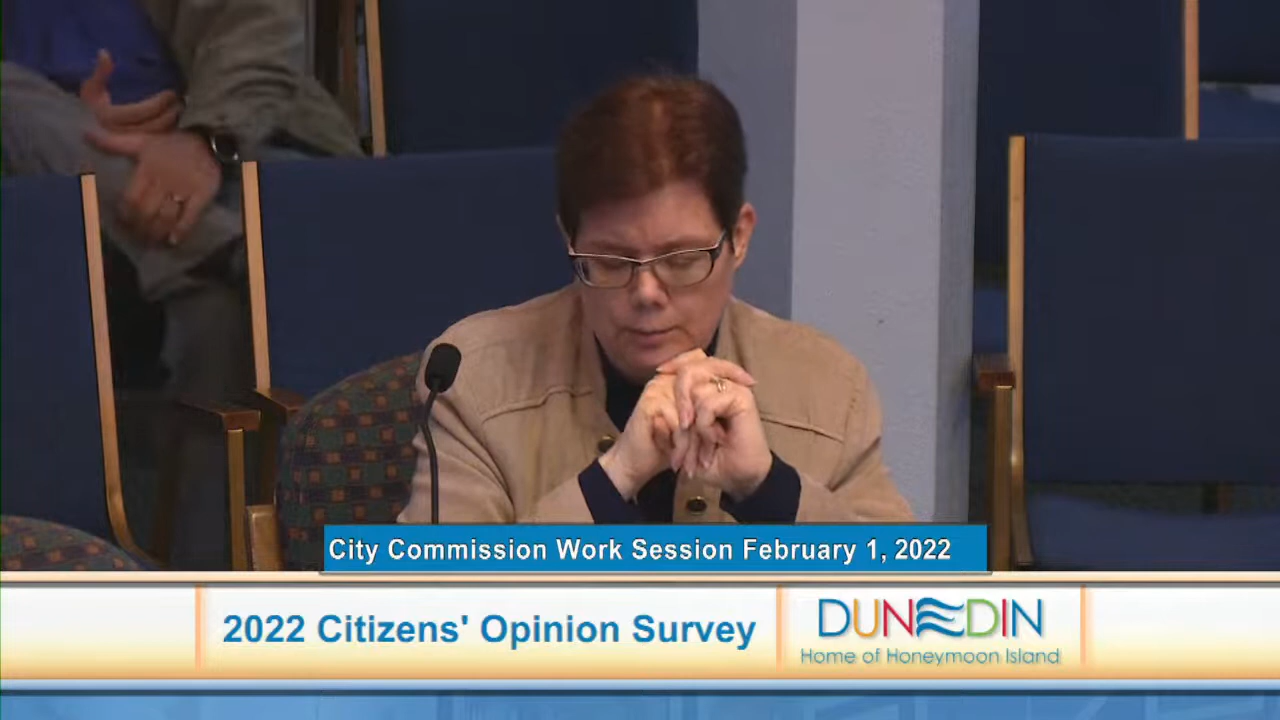 City Commission Work Session February 1, 2022
2022 Citizens' Opinion Survey
DUNEDIN
Home of Honeymoon Island